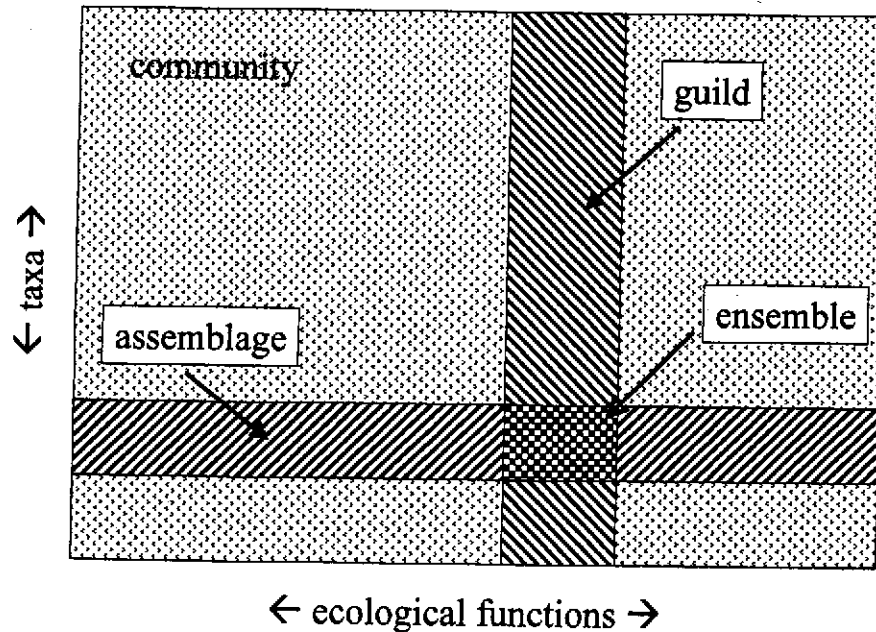 community
guild
ensemble
assemblage
← taxa →
← ecological functions →